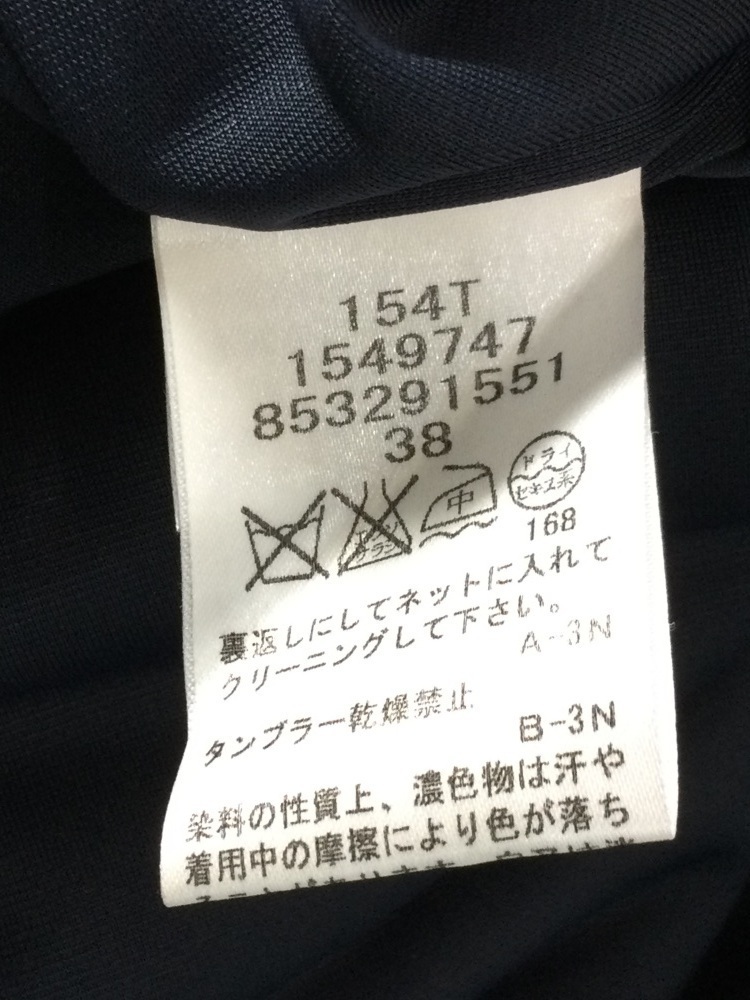 154T
1549747
853291551
38
中
ドライ
セキユ系
168
裏返しにしてネットに入れて
クリーニングして下さい。
A-3N
タンブラー乾燥禁止
B-3N
染料の性質上、濃色物は汗や
着用中の摩擦により色が落ち